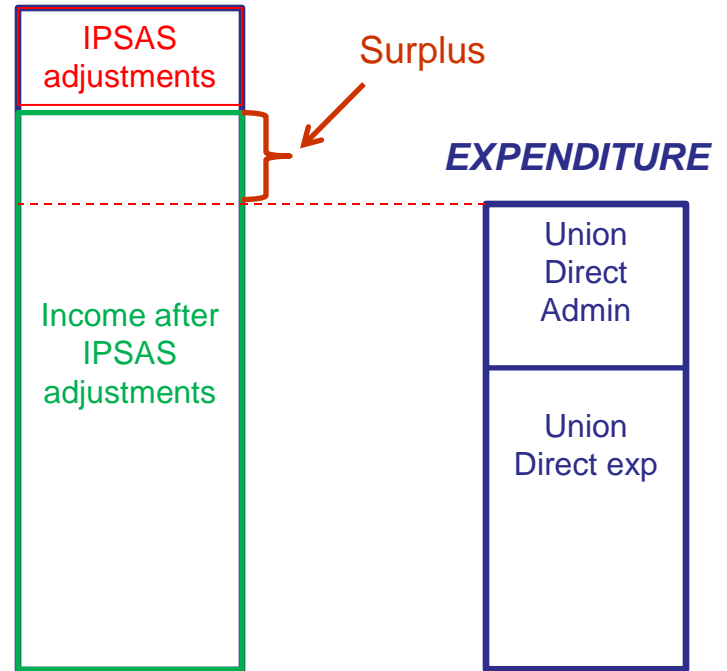 IPSAS
adjustments
Surplus
EXPENDITURE
Income after
IPSAS
adjustments
Union
Direct
Admin
Union
Direct exp